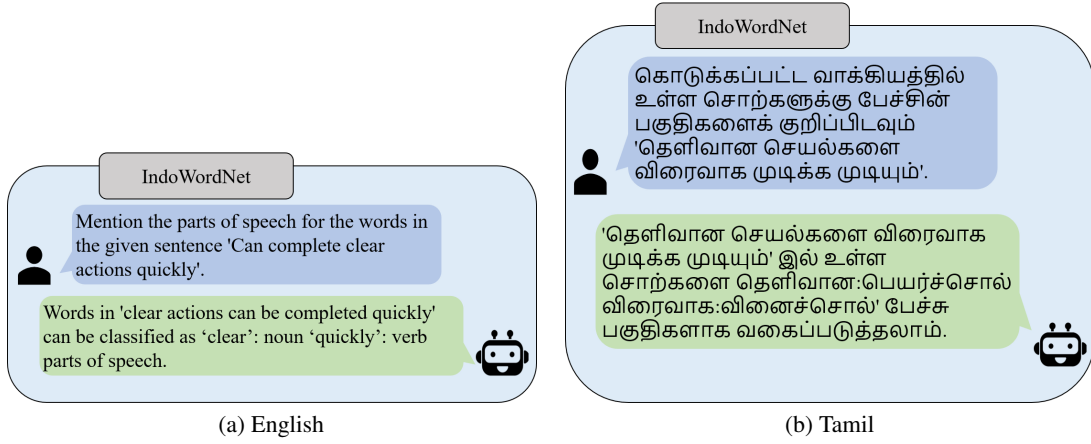 IndoWordNet
Mention the parts of speech for the words in
the given sentence 'Can complete clear
actions quickly'.
Words in 'clear actions can be completed quickly'
can be classified as ‘clear’: noun ‘quickly’: verb
parts of speech.
(a) English
IndoWordNet
கொடுக்கப்பட்ட வாக்கியத்தில்
உள்ள சொற்களுக்கு பேச்சின்
பகுதிகளைக் குறிப்பிடவும்
'தெளிவான செயல்களை
விரைவாக முடிக்க முடியும்'.
'தெளிவான செயல்களை விரைவாக
முடிக்க முடியும்' இல் உள்ள
சொற்களை தெளிவான:பெயர்ச்சொல்
விரைவாக:வினைச்சொல்' பேச்சு
பகுதிகளாக வகைப்படுத்தலாம்.
(b) Tamil